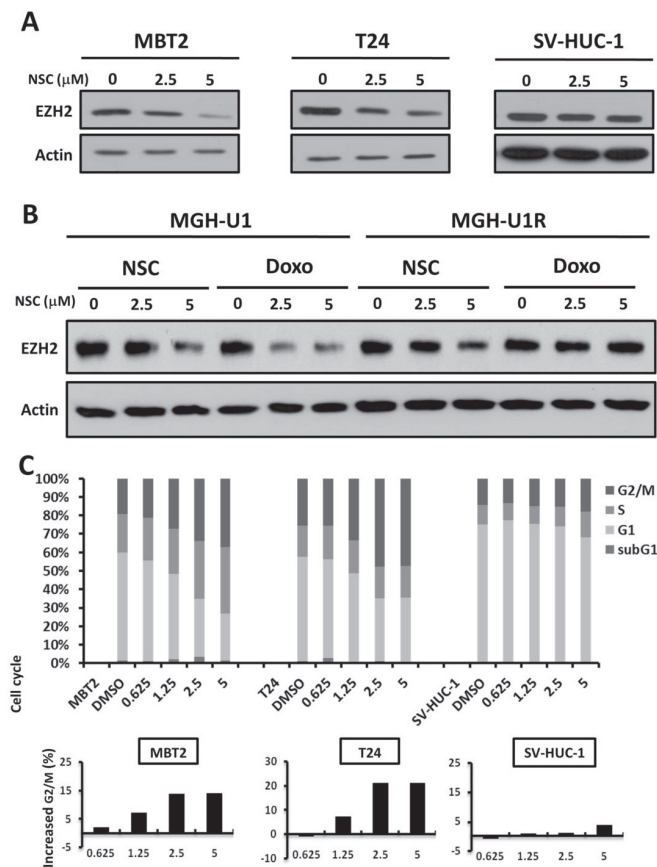 A
MBT2 T24 SV-HUC-1
NSC (μM) 0 2.5 5 0 2.5 5 0 2.5 5
EZH2
Actin
B
MGH-U1 MGH-U1R
NSC Doxo NSC Doxo
NSC (μM) 0 2.5 5 0 2.5 5 0 2.5 5 0 2.5 5
EZH2
Actin
C
100%
90%
80%
70%
60%
50%
40%
30%
20%
10%
0%
Cell cycle
G2/M
S
G1
subG1
MBT2 DMSO 0.625 1.25 2.5 5 T24 DMSO 0.625 1.25 2.5 5 SV-HUC-1 DMSO 0.625 1.25 2.5 5
Increased G2/M (%)
MBT2
25
15
5
-5
0.625 1.25 2.5 5
T24
30
20
10
0
-10
0.625 1.25 2.5 5
SV-HUC-1
25
15
5
-5
0.625 1.25 2.5 5